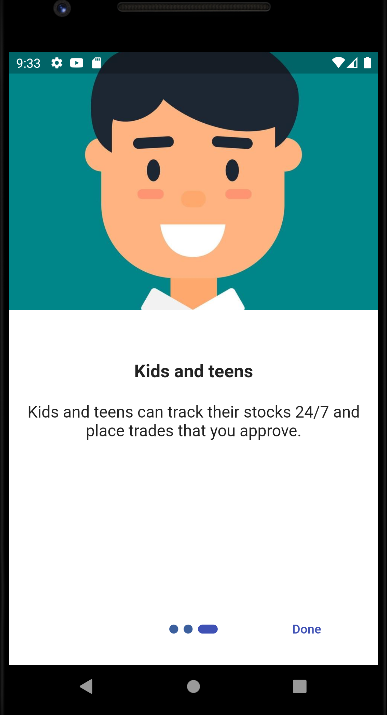 9:33
Kids and teens
Kids and teens can track their stocks 24/7 and
place trades that you approve.
Done